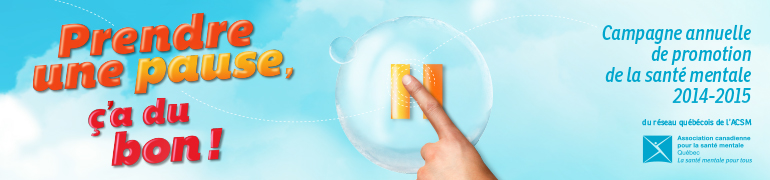 Prendre
une pause,
ç'a du
bon !
Campagne annuelle
de promotion
de la santé mentale
2014-2015
du réseau québécois de l'ACSM
Association canadienne
pour la santé mentale
Québec
La santé mentale pour tous